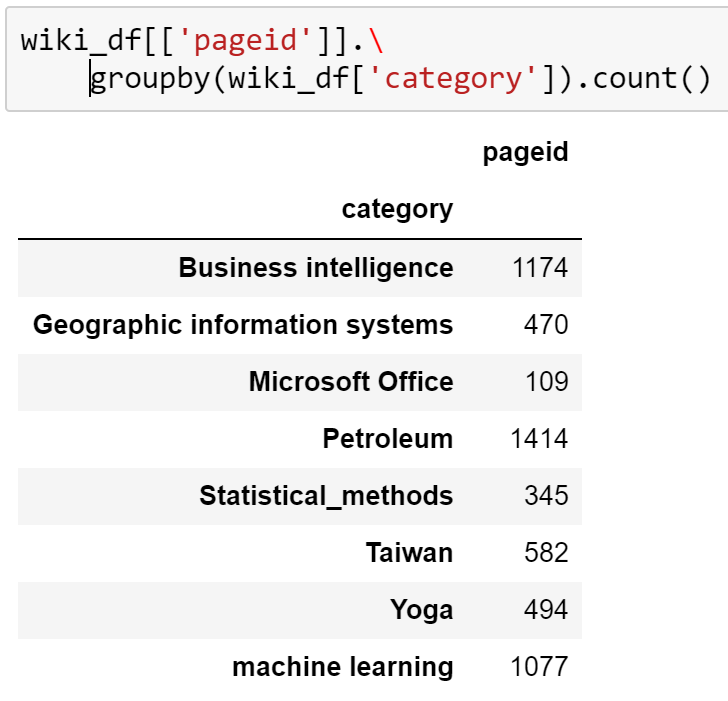 wiki_df[['pageid']].\
groupby(wiki_df['category']).count()
pageid
category
Business intelligence 1174
Geographic information systems 470
Microsoft Office 109
Petroleum 1414
Statistical_methods 345
Taiwan 582
Yoga 494
machine learning 1077